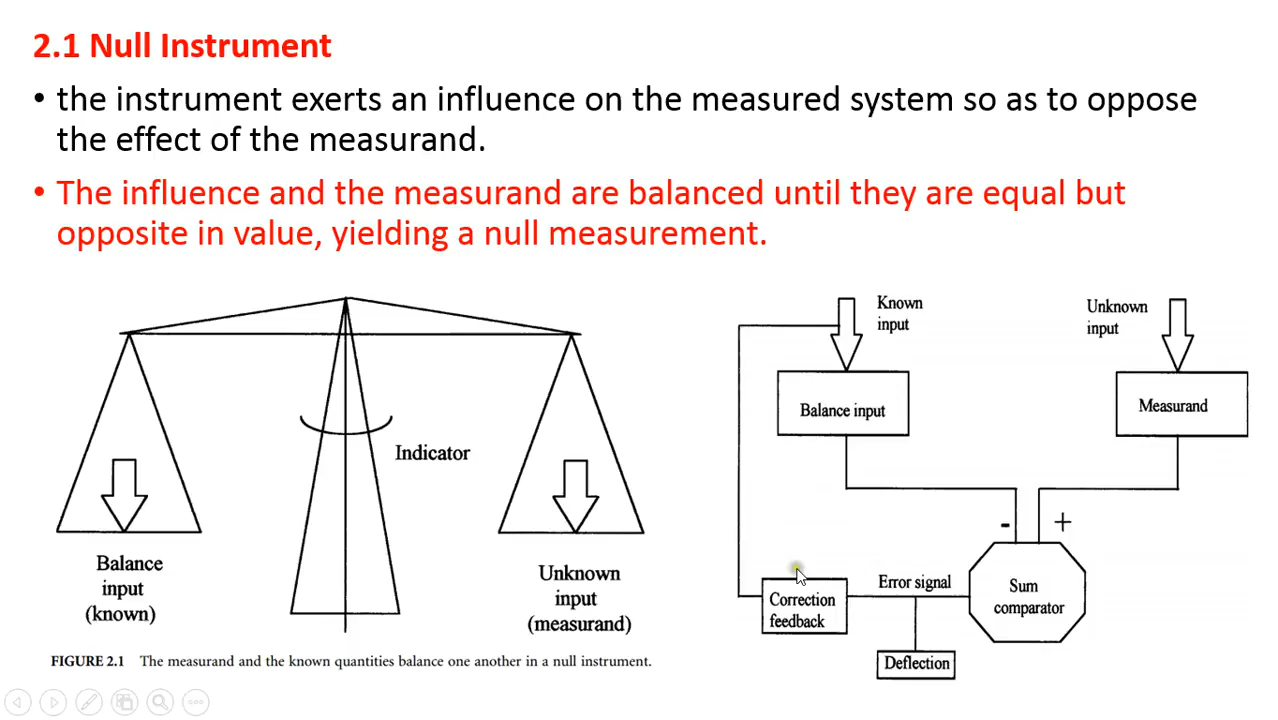 2.1 Null Instrument
• the instrument exerts an influence on the measured system so as to oppose
the effect of the measurand.
• The influence and the measurand are balanced until they are equal but
opposite in value, yielding a null measurement.
Indicator
Balance
input
(known)
Unknown
input
(measurand)
FIGURE 2.1 The measurand and the known quantities balance one another in a null instrument.
Known
input
Unknown
input
Balance input
Measurand
- +
Sum
comparator
Error signal
Correction
feedback
Deflection